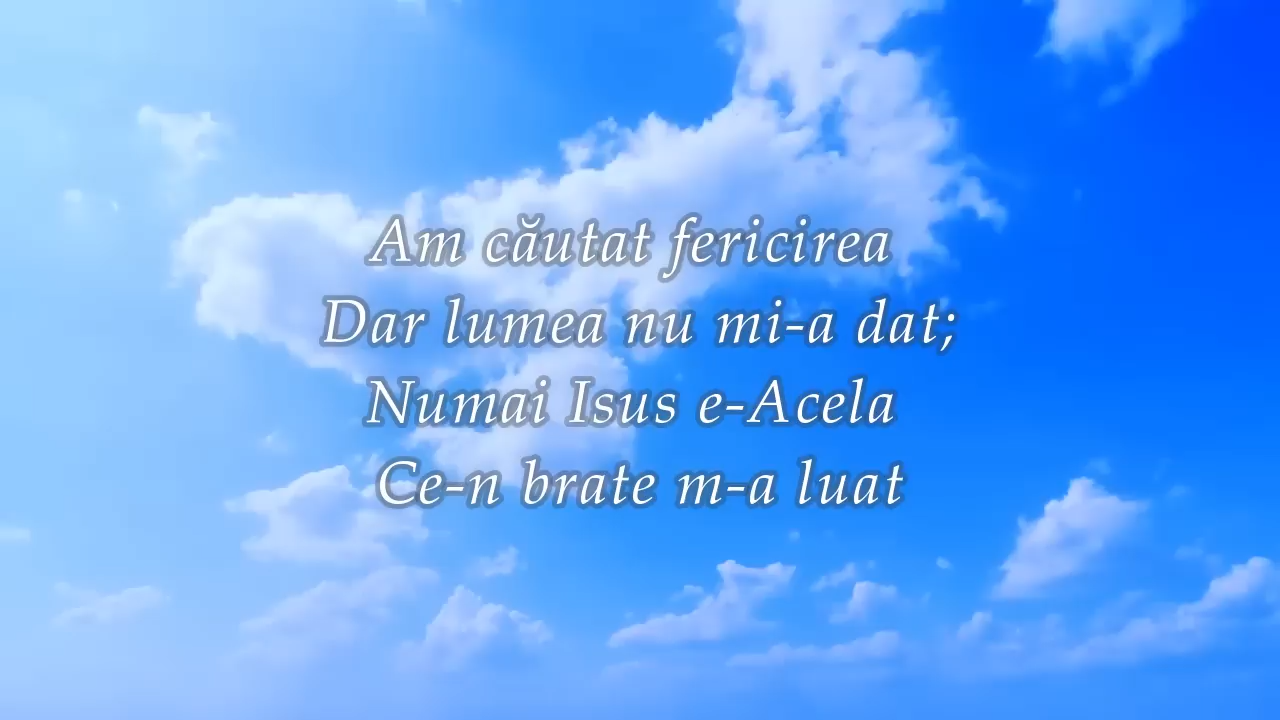 Am căutat fericirea
Dar lumea nu mi-a dat;
Numai Isus e-Acela
Ce-n brate m-a luat